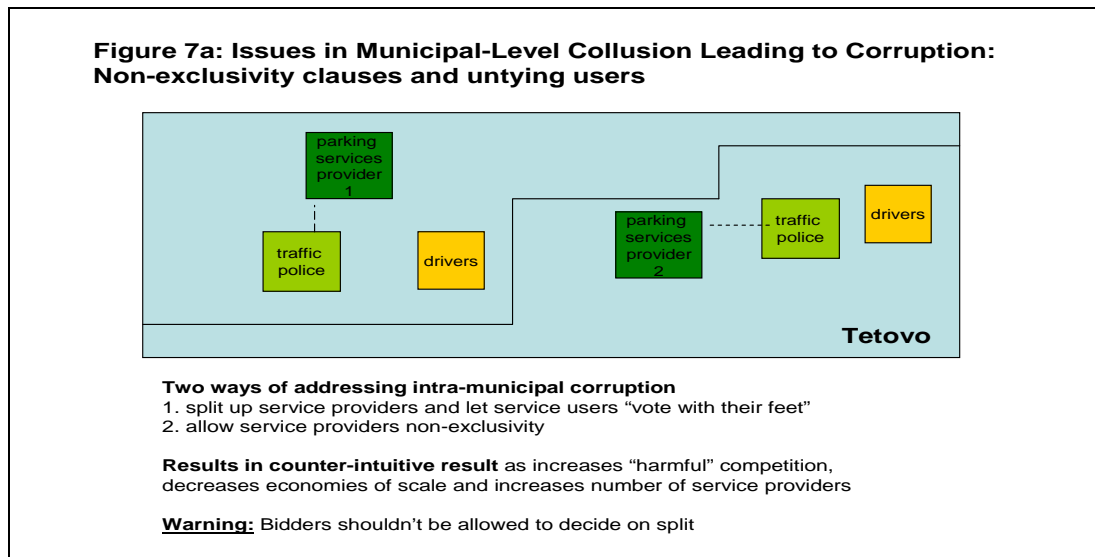 Figure 7a: Issues in Municipal-Level Collusion Leading to Corruption:
Non-exclusivity clauses and untying users
parking
services
provider
1
traffic
police
drivers
parking
services
provider
2
traffic
police
drivers
Tetovo
Two ways of addressing intra-municipal corruption
1. split up service providers and let service users “vote with their feet”
2. allow service providers non-exclusivity
Results in counter-intuitive result as increases “harmful” competition,
decreases economies of scale and increases number of service providers
Warning: Bidders shouldn’t be allowed to decide on split